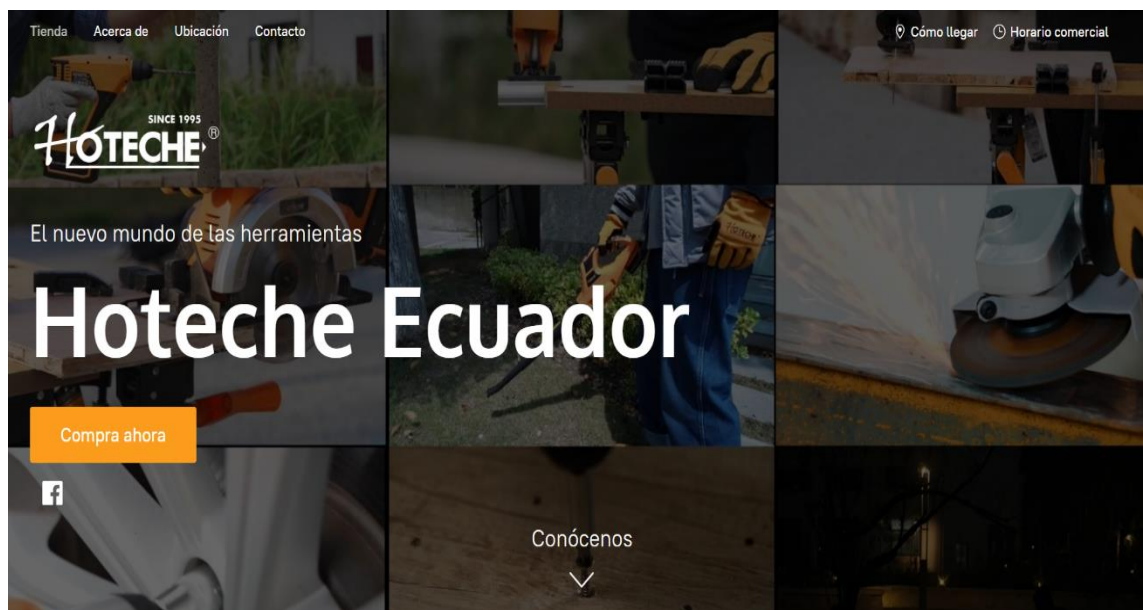 Tienda Acerca de Ubicación Contacto
Cómo llegar Horario comercial
SINCE 1995
HOTECHE ®
El nuevo mundo de las herramientas
Hoteche Ecuador
Compra ahora
Conócenos